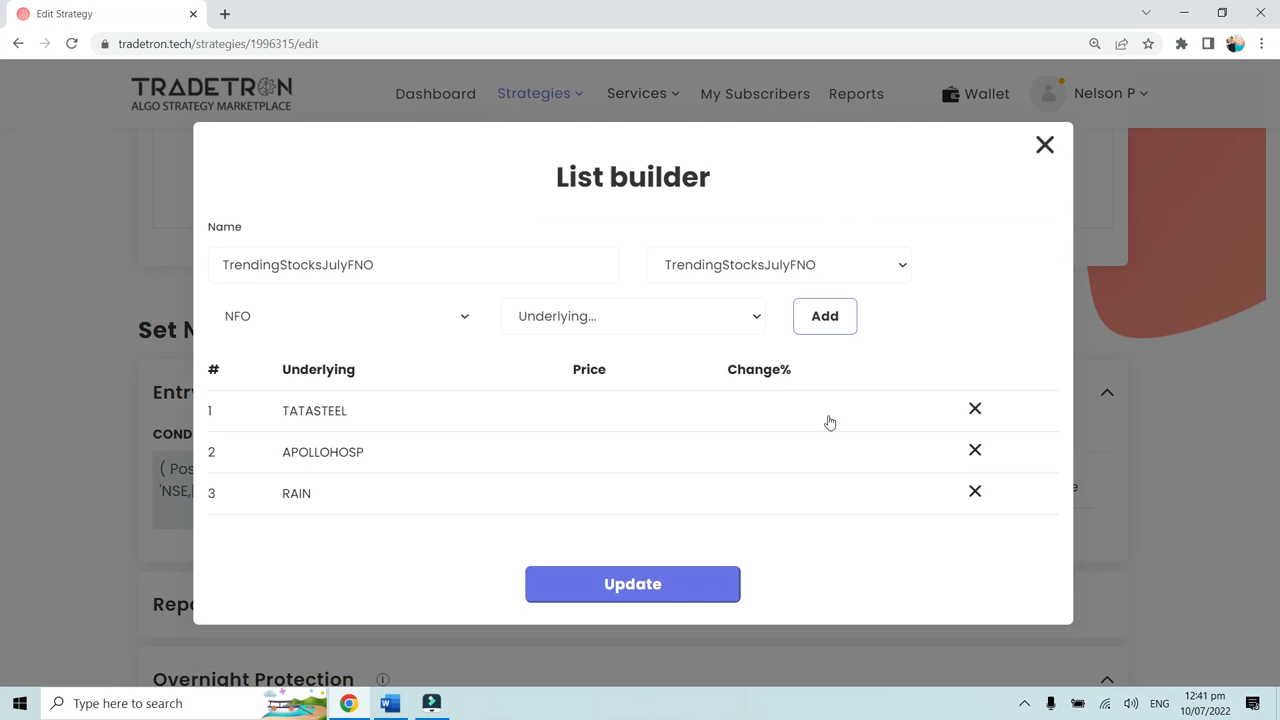 Edit Strategy
tradetron.tech/strategies/1996315/edit
TRADETRON
ALGO STRATEGY MARKETPLACE
Dashboard Strategies Services My Subscribers Reports Wallet Nelson P
List builder
Name
TrendingStocksJulyFNO TrendingStocksJulyFNO
NFO Underlying... Add
# Underlying Price Change%
1 TATASTEEL
2 APOLLOHOSP
3 RAIN
Update
Set N
Entry
COND
( Pos
'NSE,
e
Repa
Overnight Protection
Type here to search
ENG
12:41 pm
10/07/2022